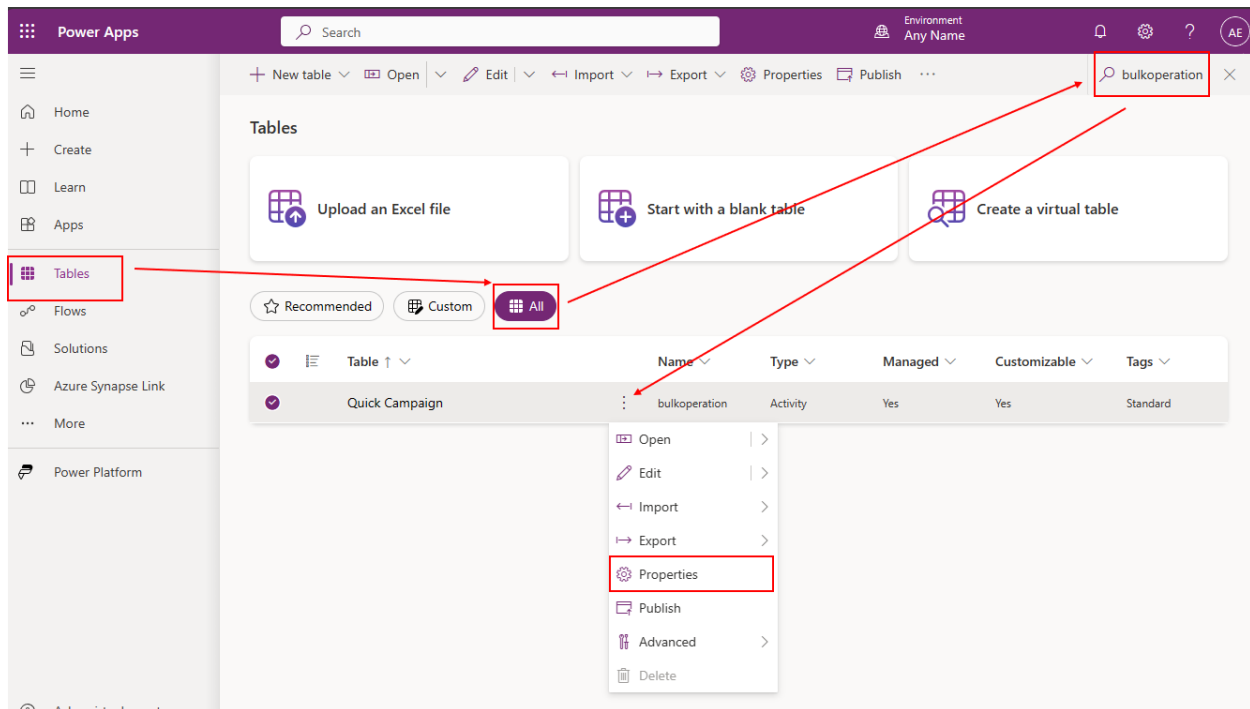 Power Apps
Search
Environment
Any Name
?
AE
New table
Open
Edit
Import
Export
Properties
Publish
...
bulkoperation
Home
Create
Learn
Apps
Tables
Flows
Solutions
Azure Synapse Link
More
Power Platform
Tables
Upload an Excel file
Start with a blank table
Create a virtual table
Recommended
Custom
All
Table ↑
Name
Type
Managed
Customizable
Tags
Quick Campaign
bulkoperation
Activity
Yes
Yes
Standard
Open
Edit
Import
Export
Properties
Publish
Advanced
Delete